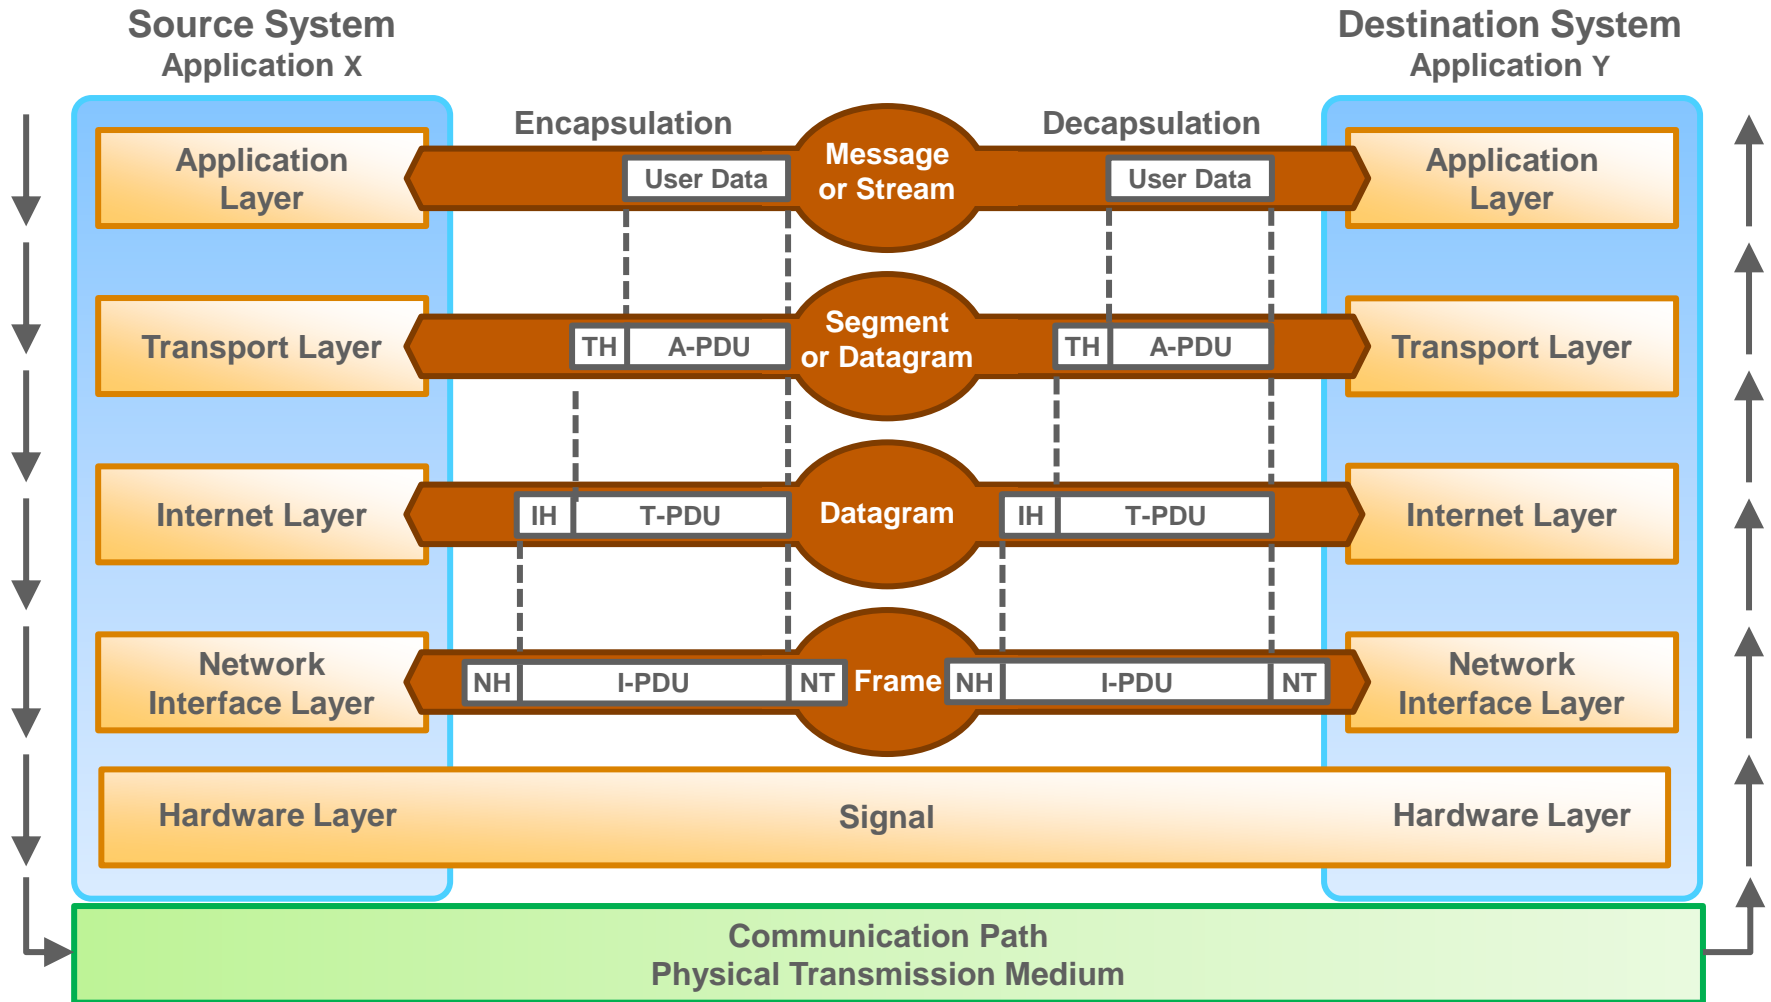 Source System
Application X
Destination System
Application Y
Encapsulation
Decapsulation
Application
Layer
User Data
Message
or Stream
User Data
Application
Layer
Transport Layer
TH
A-PDU
Segment
or Datagram
TH
A-PDU
Transport Layer
Internet Layer
IH
T-PDU
Datagram
IH
T-PDU
Internet Layer
Network
Interface Layer
NH
I-PDU
NT
Frame
NH
I-PDU
NT
Network
Interface Layer
Hardware Layer
Signal
Hardware Layer
Communication Path
Physical Transmission Medium